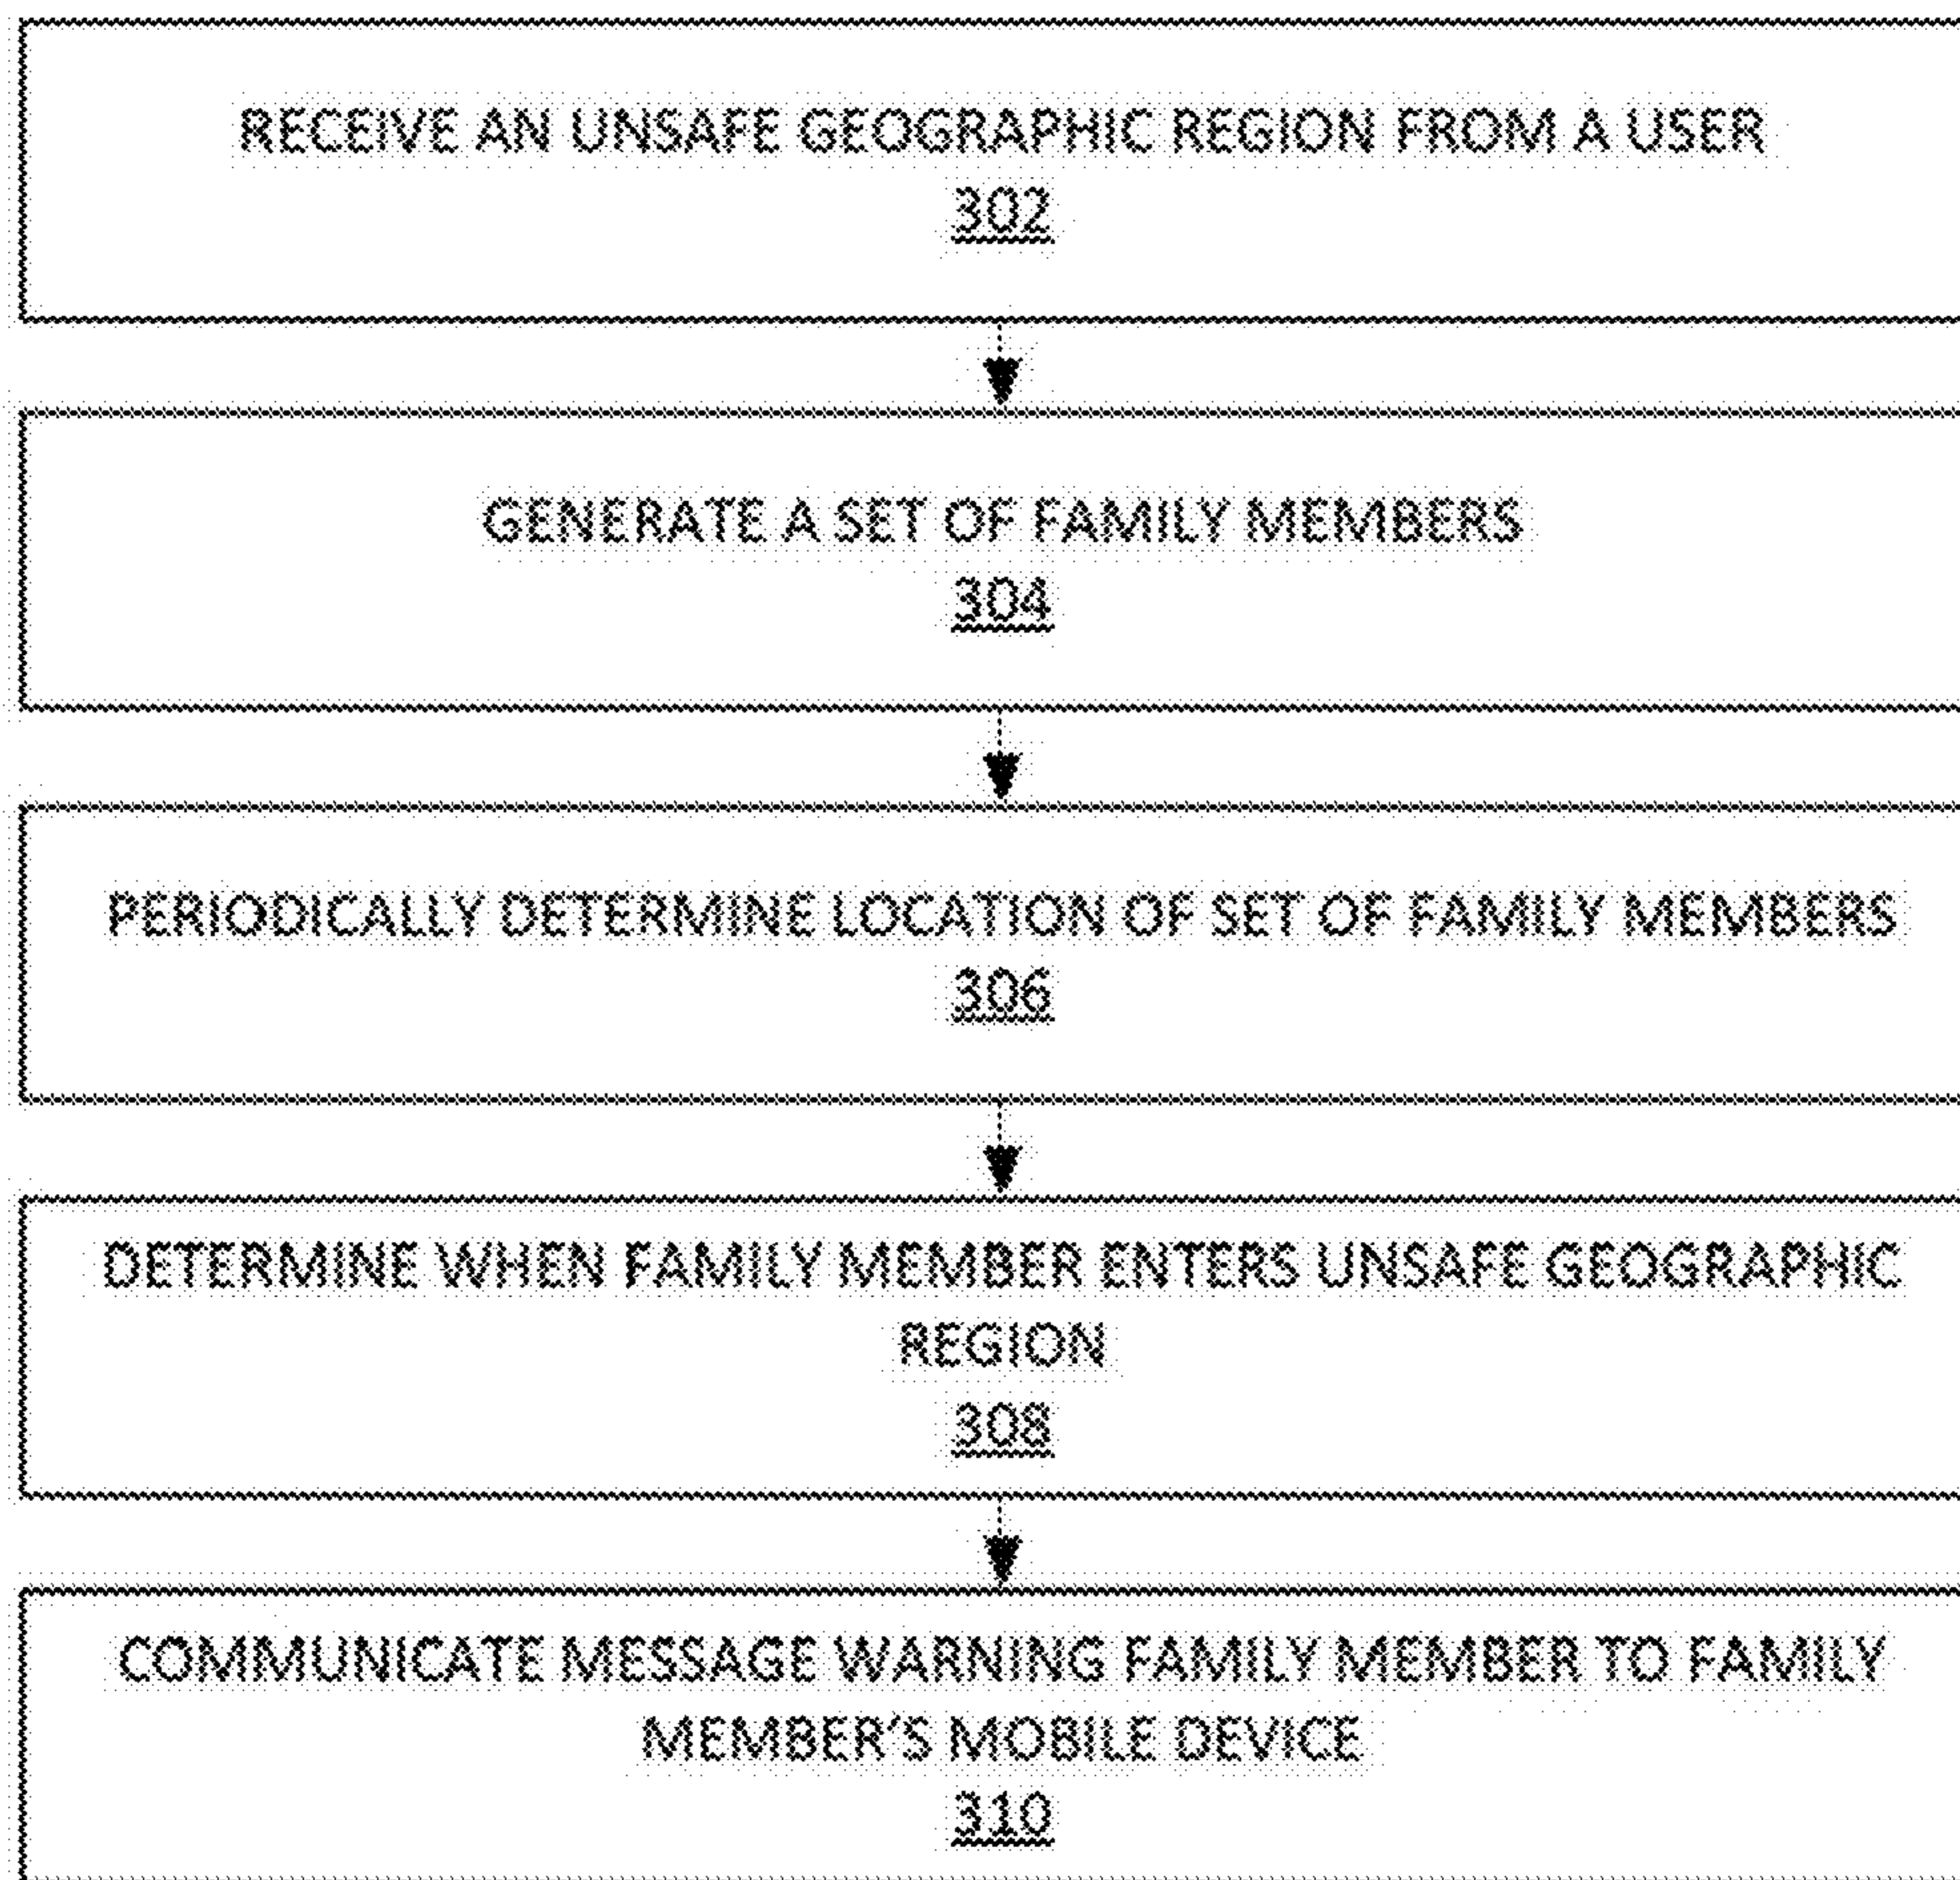 RECEIVE AN UNSAFE GEOGRAPHIC REGION FROM A USER
302
GENERATE A SET OF FAMILY MEMBERS
304
PERIODICALLY DETERMINE LOCATION OF SET OF FAMILY MEMBERS
306
DETERMINE WHEN FAMILY MEMBER ENTERS UNSAFE GEOGRAPHIC
REGION
308
COMMUNICATE MESSAGE WARNING FAMILY MEMBER TO FAMILY
MEMBER'S MOBILE DEVICE
310